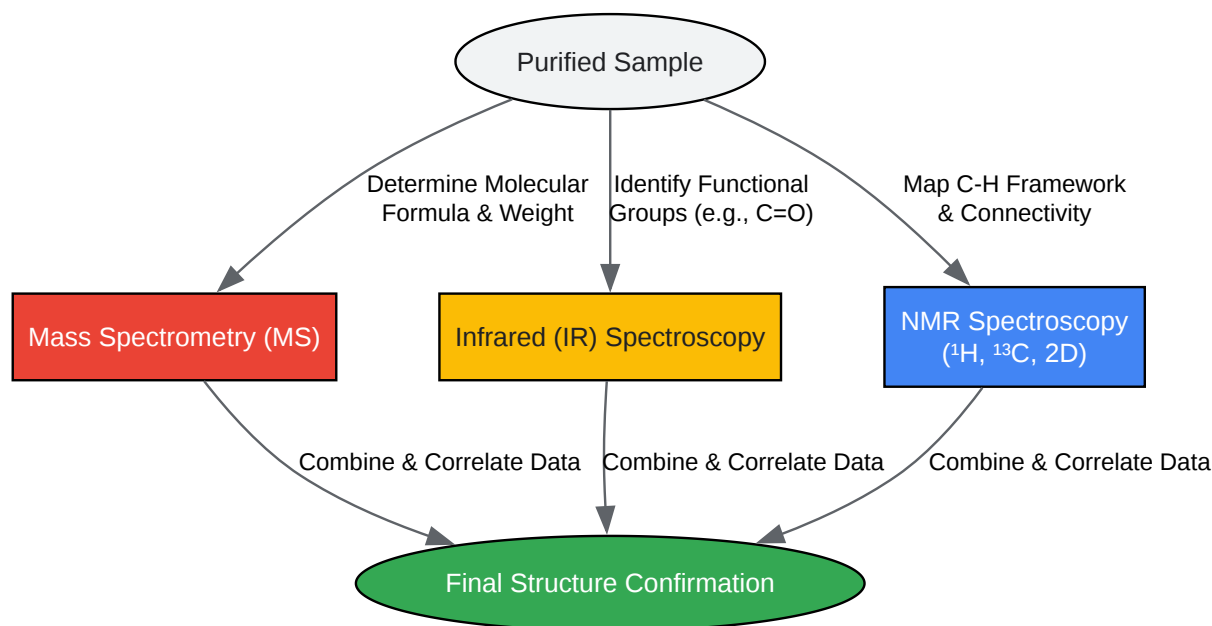 Purified Sample
Determine Molecular
Formula & Weight
Identify Functional
Groups (e.g., C=O)
Map C-H Framework
& Connectivity
Mass Spectrometry (MS)
Infrared (IR) Spectroscopy
NMR Spectroscopy
(¹H, ¹³C, 2D)
Combine & Correlate Data
Combine & Correlate Data
Combine & Correlate Data
Final Structure Confirmation